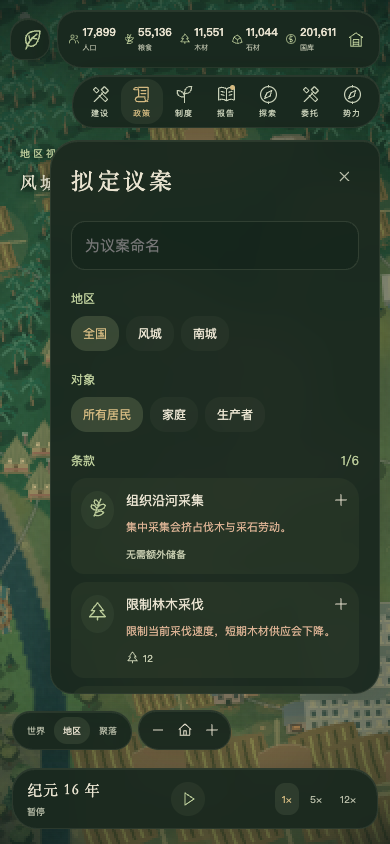 17,899
人口
55,136
粮食
11,551
木材
11,044
石材
201,611
国库
建设
政策
制度
报告
探索
委托
势力
地区视
风城
拟定议案
为议案命名
地区
全国
风城
南城
对象
所有居民
家庭
生产者
条款
1/6
组织沿河采集
集中采集会挤占伐木与采石劳动。
无需额外储备
限制林木采伐
限制当前采伐速度，短期木材供应会下降。
12
世界
地区
聚落
纪元 16 年
暂停
1×
5×
12×